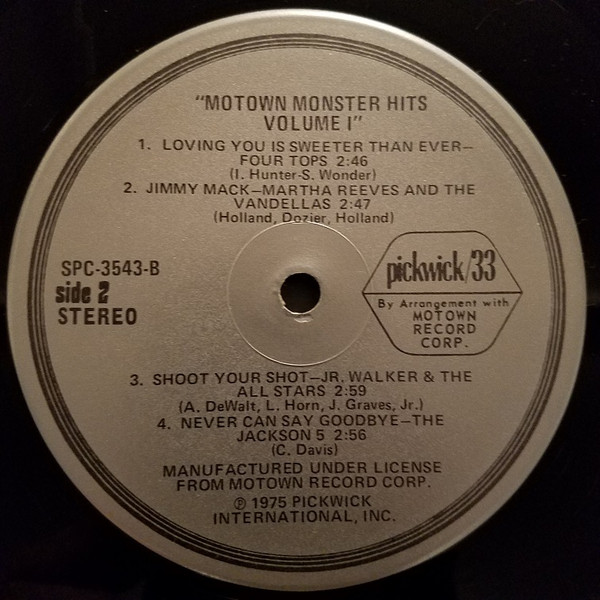 "MOTOWN MONSTER HITS
VOLUME I"
1. LOVING YOU IS SWEETER THAN EVER—
FOUR TOPS 2:46
(I. Hunter-S. Wonder)
2. JIMMY MACK—MARTHA REEVES AND THE
VANDELLAS 2:47
(Holland, Dozier, Holland)
SPC-3543-B
side 2
STEREO
pickwick/33
By Arrangement with
MOTOWN
RECORD
CORP.
3. SHOOT YOUR SHOT—JR. WALKER & THE
ALL STARS 2:59
(A. DeWalt, L. Horn, J. Graves, Jr.)
4. NEVER CAN SAY GOODBYE—THE
JACKSON 5 2:56
(C. Davis)
MANUFACTURED UNDER LICENSE
FROM MOTOWN RECORD CORP.
℗ 1975 PICKWICK
INTERNATIONAL, INC.